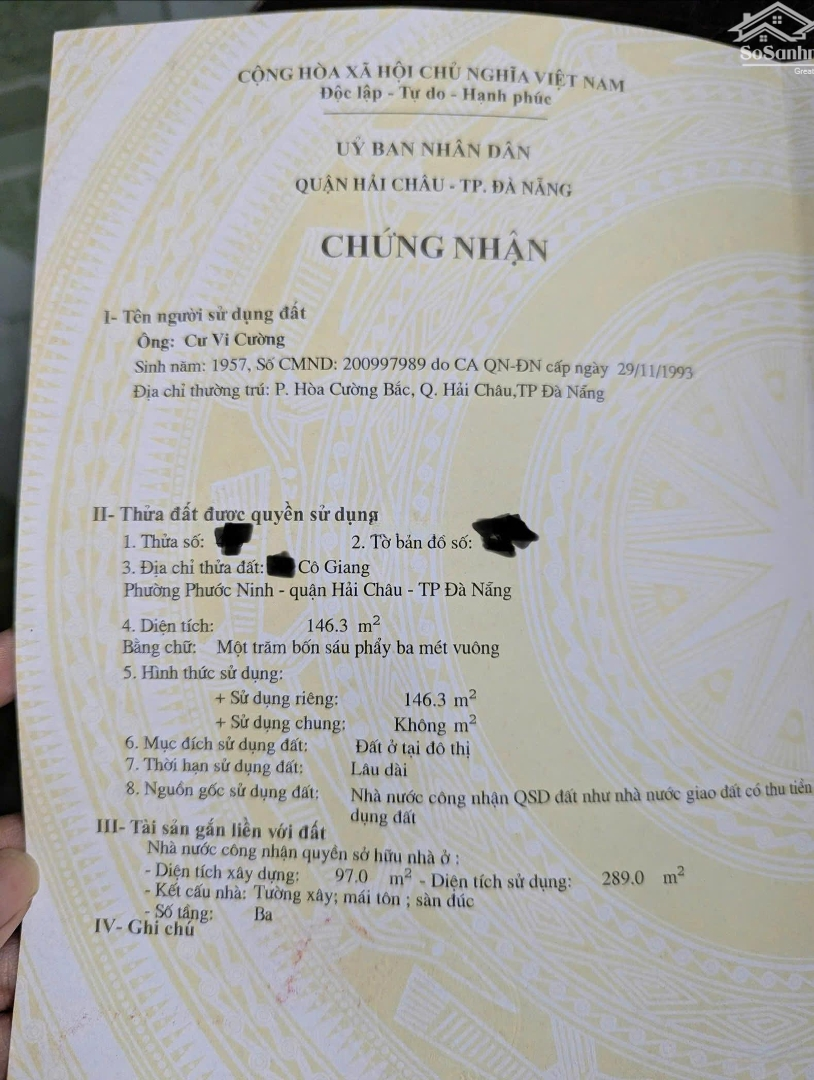 SoSanhn
Great
CỘNG HÒA XÃ HỘI CHỦ NGHĨA VIỆT NAM
Độc lập - Tự do - Hạnh phúc
UỶ BAN NHÂN DÂN
QUẬN HẢI CHÂU - TP. ĐÀ NẴNG
CHỨNG NHẬN
I- Tên người sử dụng đất
Ông: Cư Vi Cường
Sinh năm: 1957, Số CMND: 200997989 do CA QN-ĐN cấp ngày 29/11/1993
Địa chỉ thường trú: P. Hòa Cường Bắc, Q. Hải Châu,TP Đà Nẵng
II- Thửa đất được quyền sử dụng
1. Thửa số: 2. Tờ bản đồ số:
3. Địa chỉ thửa đất: Cô Giang
Phường Phước Ninh - quận Hải Châu - TP Đà Nẵng
4. Diện tích: 146.3 m2
Bằng chữ: Một trăm bốn sáu phẩy ba mét vuông
5. Hình thức sử dụng:
+ Sử dụng riêng: 146.3 m2
+ Sử dụng chung: Không m2
6. Mục đích sử dụng đất: Đất ở tại đô thị
7. Thời hạn sử dụng đất: Lâu dài
8. Nguồn gốc sử dụng đất: Nhà nước công nhận QSD đất như nhà nước giao đất có thu tiền
dụng đất
III- Tài sản gắn liền với đất
Nhà nước công nhận quyền sở hữu nhà ở :
- Diện tích xây dựng: 97.0 m2 - Diện tích sử dụng: 289.0 m2
- Kết cấu nhà: Tường xây; mái tôn ; sàn đúc
- Số tầng: Ba
IV- Ghi chú